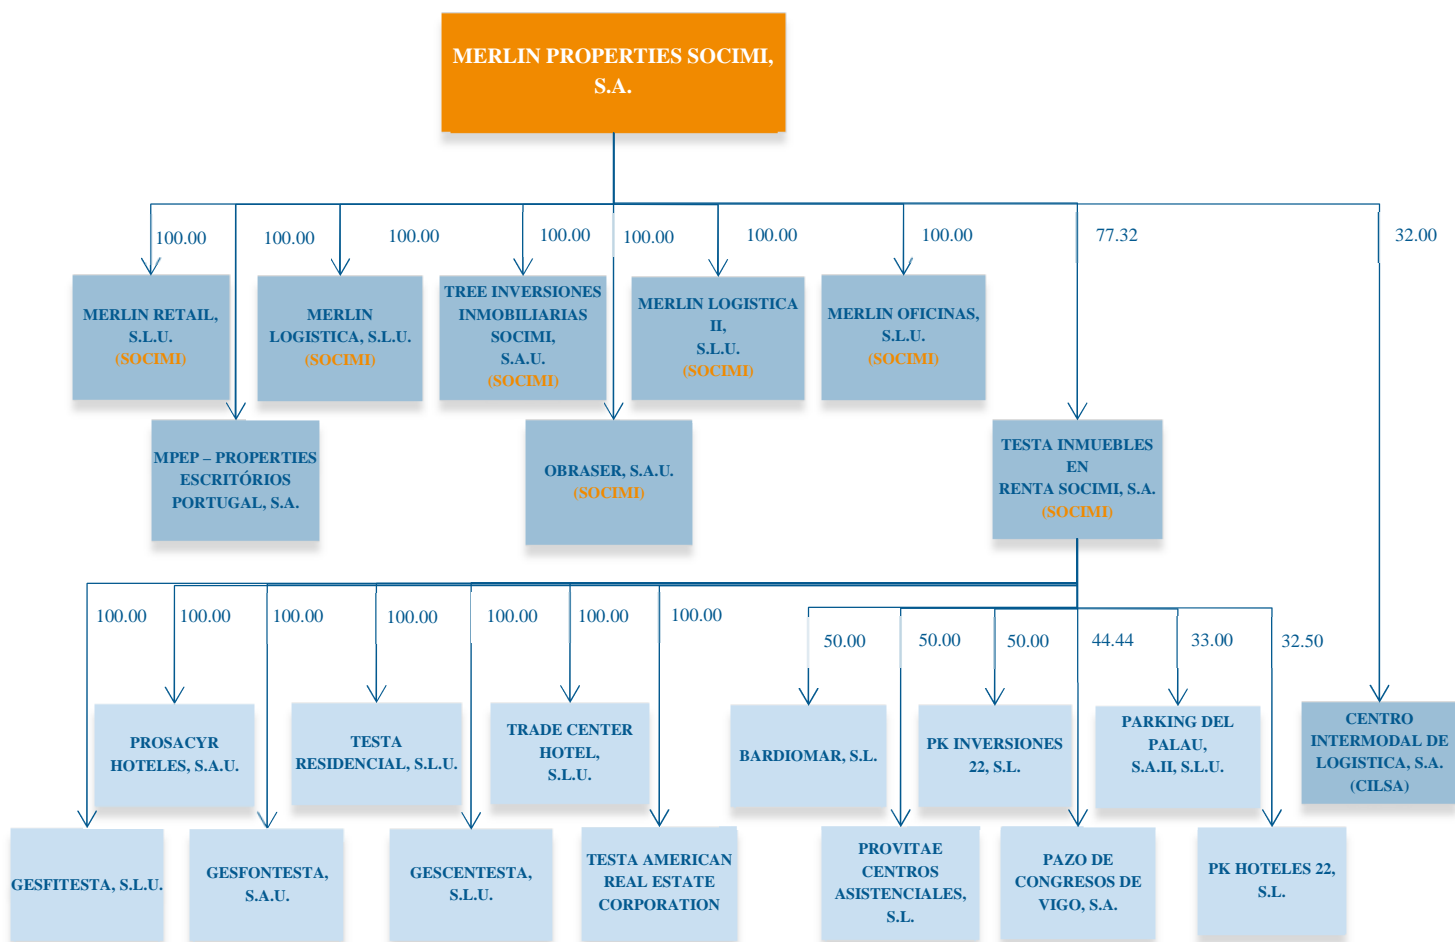 MERLIN PROPERTIES SOCIMI,
S.A.
100.00
100.00
100.00
100.00
100.00
100.00
100.00
77.32
32.00
MERLIN RETAIL,
S.L.U.
(SOCIMI)
MERLIN
LOGISTICA, S.L.U.
(SOCIMI)
TREE INVERSIONES
INMOBILIARIAS
SOCIMI,
S.A.U.
(SOCIMI)
MERLIN LOGISTICA
II,
S.L.U.
(SOCIMI)
MERLIN OFICINAS,
S.L.U.
(SOCIMI)
MPEP – PROPERTIES
ESCRITÓRIOS
PORTUGAL, S.A.
OBRASER, S.A.U.
(SOCIMI)
TESTA INMUEBLES
EN
RENTA SOCIMI, S.A.
(SOCIMI)
100.00
100.00
100.00
100.00
100.00
100.00
100.00
50.00
50.00
50.00
44.44
33.00
32.50
PROSACYR
HOTELES, S.A.U.
TESTA
RESIDENCIAL, S.L.U.
TRADE CENTER
HOTEL,
S.L.U.
BARDIOMAR, S.L.
PK INVERSIONES
22, S.L.
PARKING DEL
PALAU,
S.A.II, S.L.U.
CENTRO
INTERMODAL DE
LOGISTICA, S.A.
(CILSA)
GESFITESTA, S.L.U.
GESFONTESTA,
S.A.U.
GESCENTESTA,
S.L.U.
TESTA AMERICAN
REAL ESTATE
CORPORATION
PROVITAE
CENTROS
ASISTENCIALES,
S.L.
PAZO DE
CONGRESOS DE
VIGO, S.A.
PK HOTELES 22,
S.L.